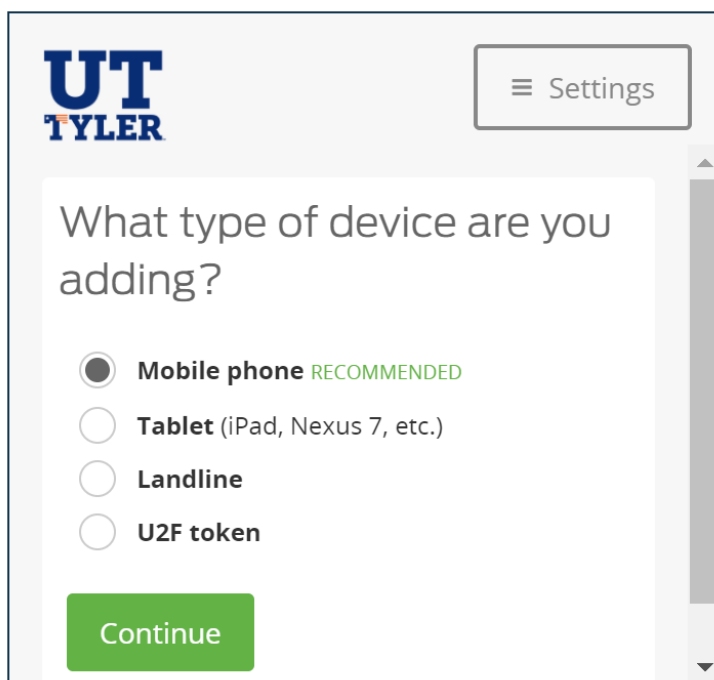 UT
TYLER
≡ Settings
What type of device are you
adding?
Mobile phone RECOMMENDED
Tablet (iPad, Nexus 7, etc.)
Landline
U2F token
Continue